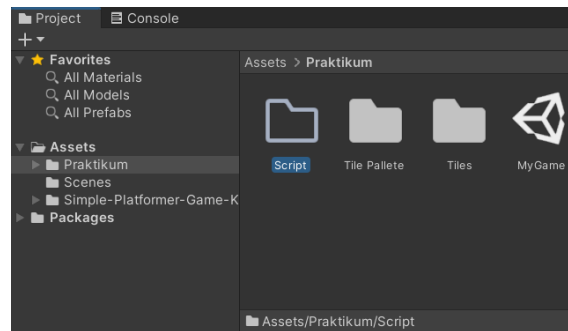 Project Console
Favorites
All Materials
All Models
All Prefabs
Assets
Praktikum
Scenes
Simple-Platformer-Game-K
Packages
Assets > Praktikum
Script Tile Pallete Tiles MyGame
Assets/Praktikum/Script